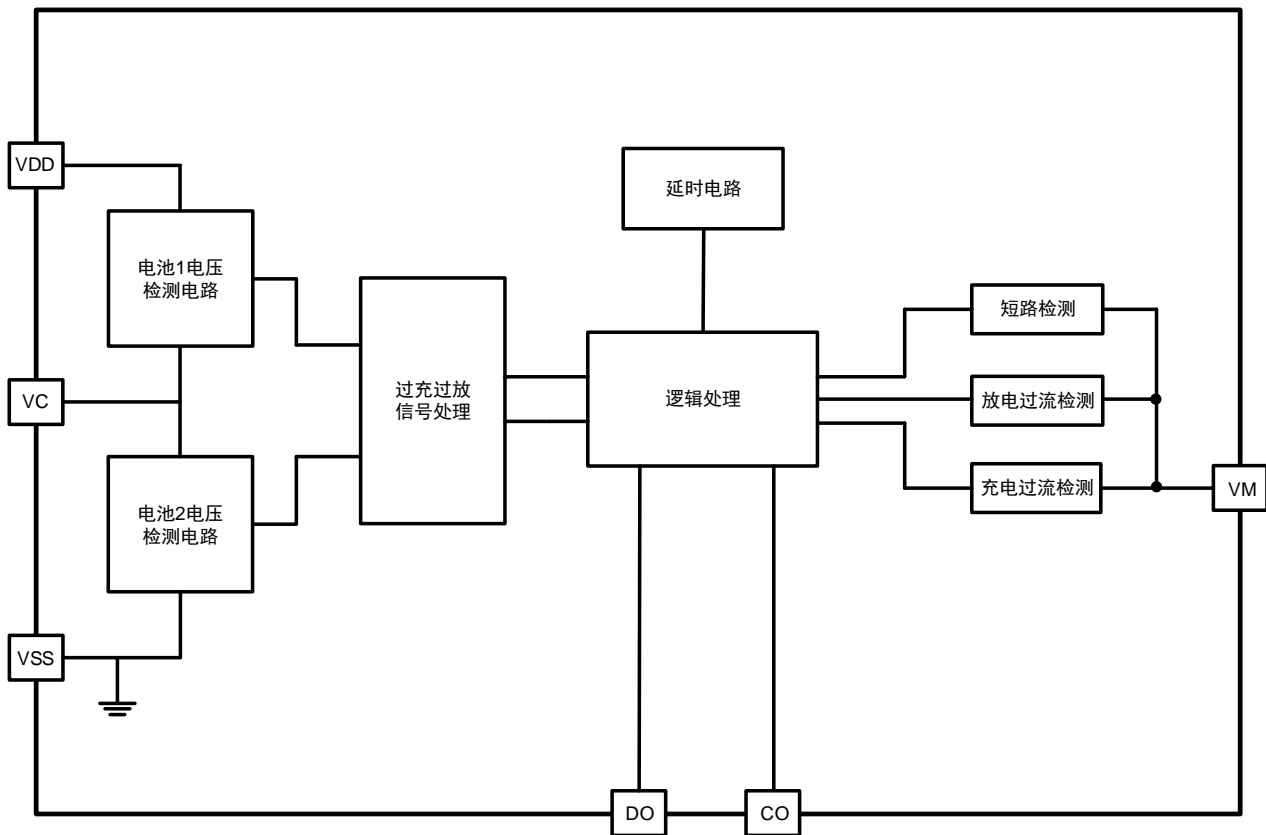 VDD
延时电路
电池1电压
检测电路
短路检测
过充过放
信号处理
逻辑处理
放电过流检测
VC
充电过流检测
VM
电池2电压
检测电路
VSS
DO
CO